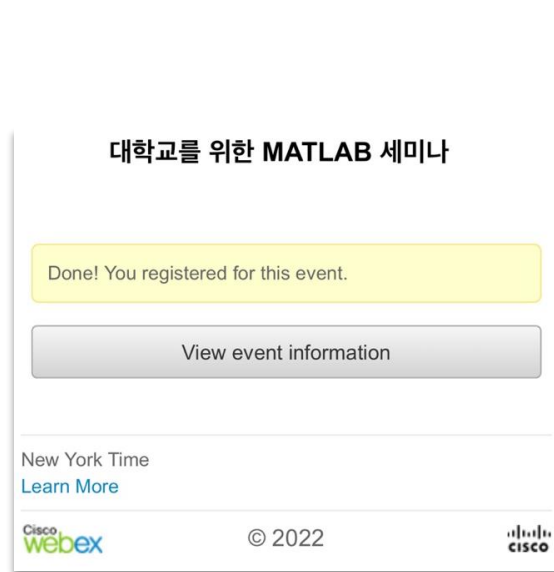 대학교를 위한 MATLAB 세미나
Done! You registered for this event.
View event information
New York Time
Learn More
Cisco
webex
© 2022
cisco